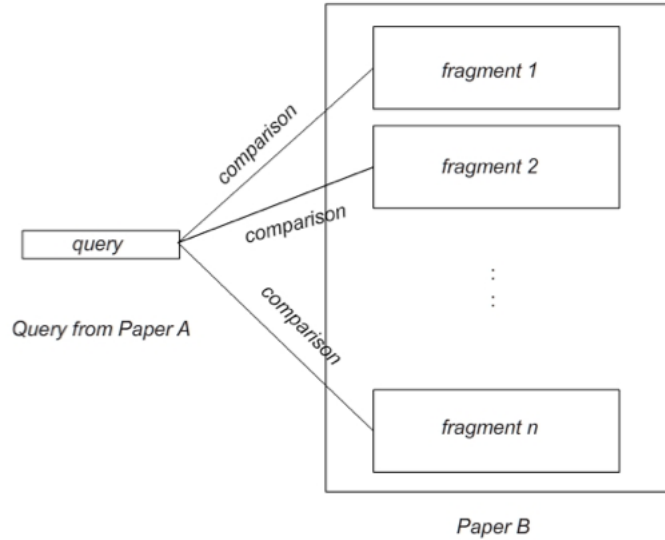 fragment 1
comparison
fragment 2
comparison
query
comparison
Query from Paper A
fragment n
Paper B